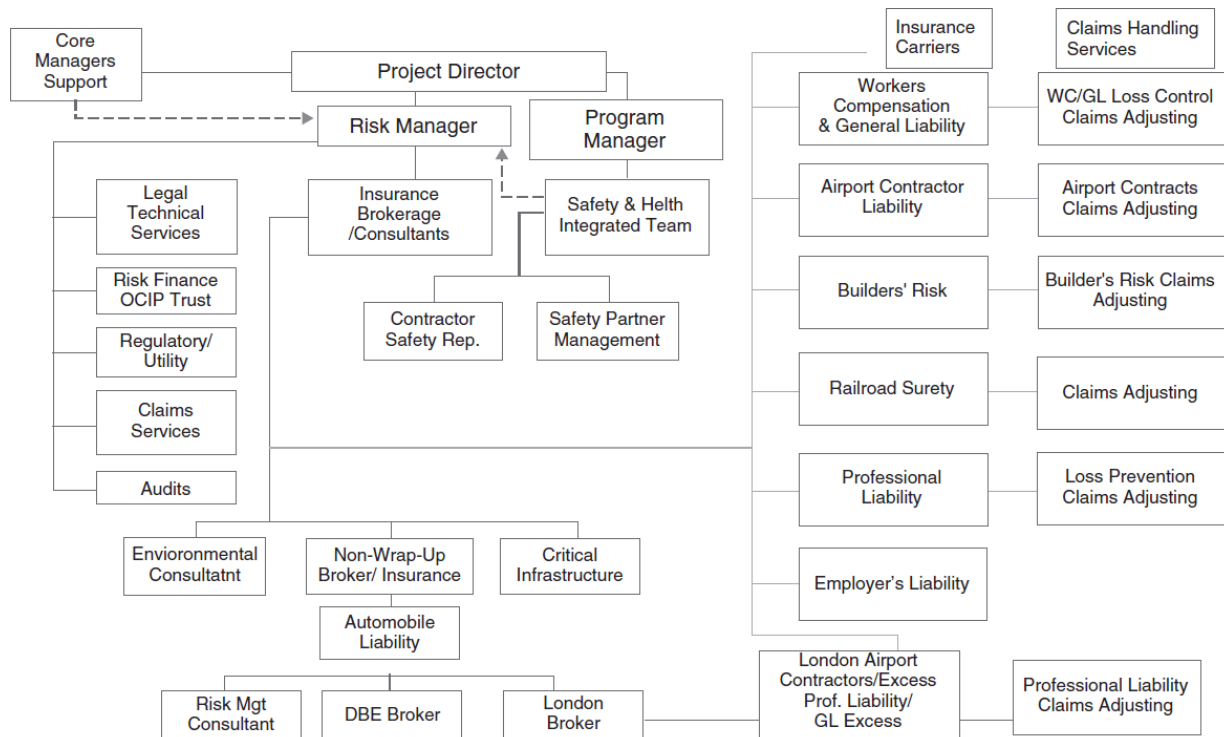 Core
Managers
Support
Project Director
Risk Manager
Program
Manager
Legal
Technical
Services
Insurance
Brokerage
/Consultants
Safety & Helth
Integrated Team
Risk Finance
OCIP Trust
Contractor
Safety Rep.
Safety Partner
Management
Regulatory/
Utility
Claims
Services
Audits
Envioronmental
Consultatnt
Non-Wrap-Up
Broker/ Insurance
Critical
Infrastructure
Automobile
Liability
Risk Mgt
Consultant
DBE Broker
London
Broker
Insurance
Carriers
Claims Handling
Services
Workers
Compensation
& General Liability
WC/GL Loss Control
Claims Adjusting
Airport Contractor
Liability
Airport Contracts
Claims Adjusting
Builders' Risk
Builder's Risk Claims
Adjusting
Railroad Surety
Claims Adjusting
Professional
Liability
Loss Prevention
Claims Adjusting
Employer's Liability
London Airport
Contractors/Excess
Prof. Liability/
GL Excess
Professional Liability
Claims Adjusting